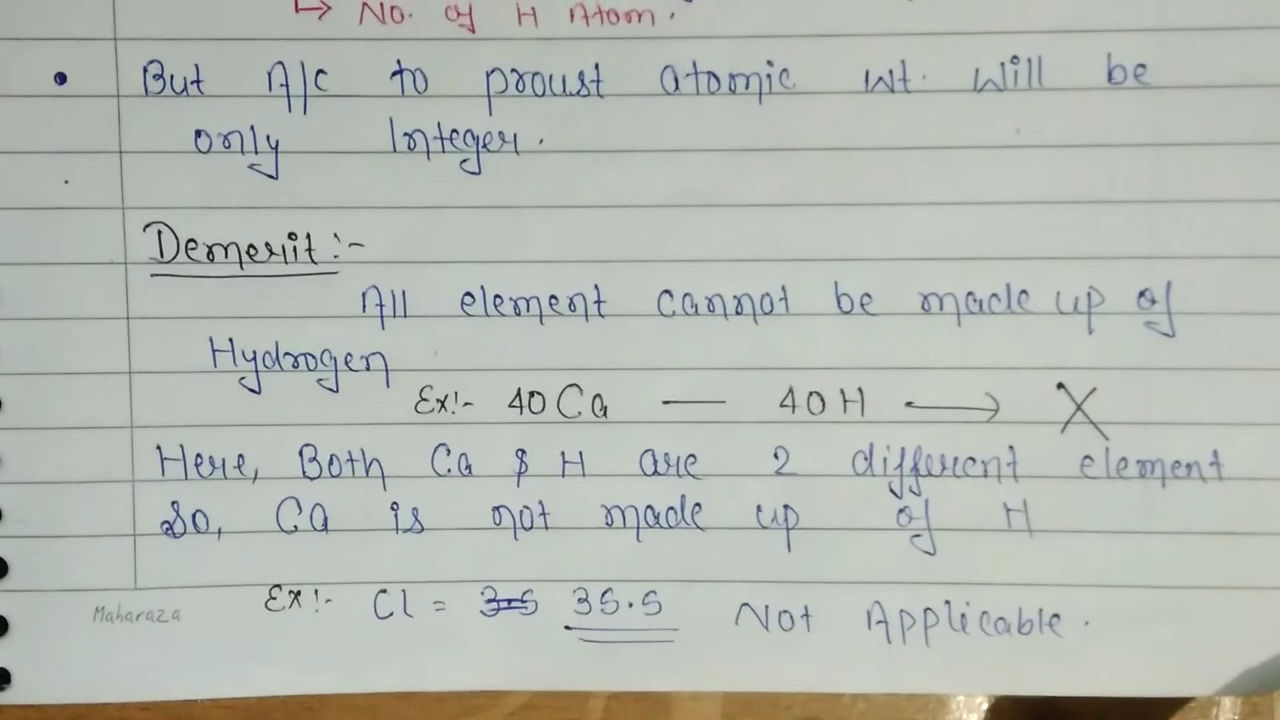 ↳ No. of H Atom.
• But A/c to proust atomic wt. will be
only Integer.
Demerit :-
All element cannot be made up of
Hydrogen
Ex:- 40 Ca — 40 H ⟶ X
Here, Both Ca & H are 2 different element
So, Ca is not made up of H
Ex:- Cl = 3.5 35.5 Not Applicable.
Maharaza